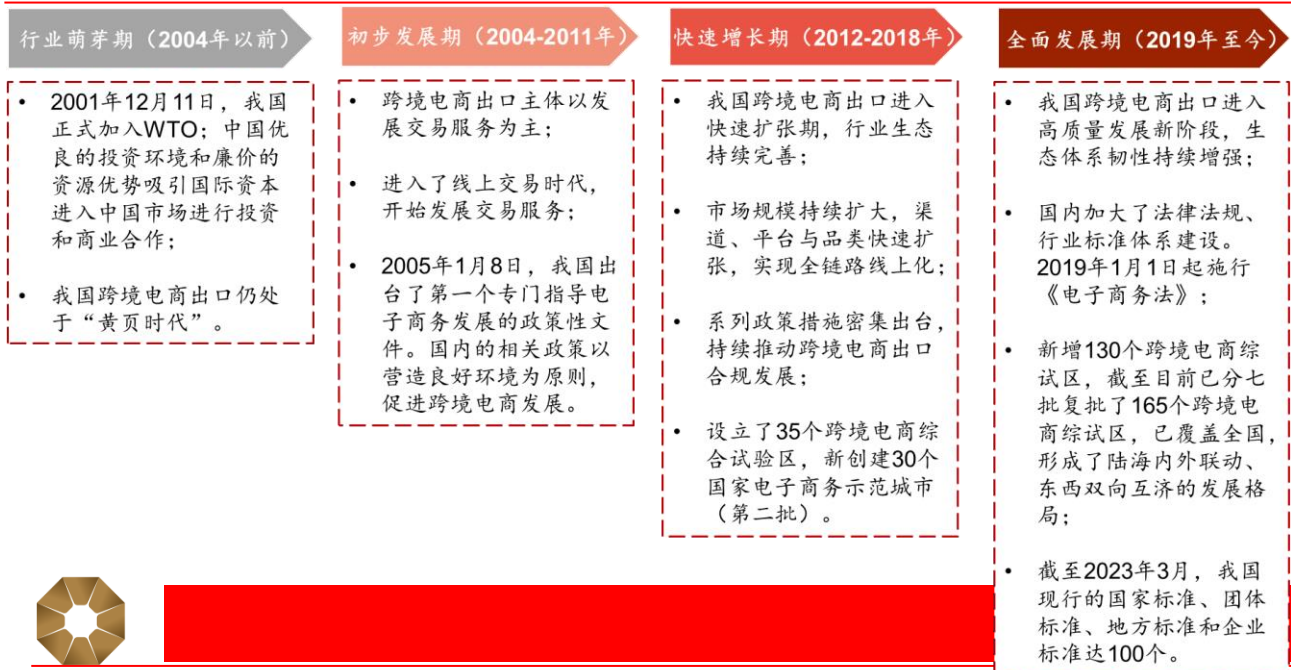 行业萌芽期（2004年以前）
• 2001年12月11日，我国
正式加入WTO；中国优
良的投资环境和廉价的
资源优势吸引国际资本
进入中国市场进行投资
和商业合作；
• 我国跨境电商出口仍处
于“黄页时代”。
初步发展期（2004-2011年）
• 跨境电商出口主体以发
展交易服务为主；
• 进入了线上交易时代，
开始发展交易服务；
• 2005年1月8日，我国出
台了第一个专门指导电
子商务发展的政策性文
件。国内的相关政策以
营造良好环境为原则，
促进跨境电商发展。
快速增长期（2012-2018年）
• 我国跨境电商出口进入
快速扩张期，行业生态
持续完善；
• 市场规模持续扩大，渠
道、平台与品类快速扩
张，实现全链路线上化；
• 系列政策措施密集出台，
持续推动跨境电商出口
合规发展；
• 设立了35个跨境电商综
合试验区，新创建30个
国家电子商务示范城市
（第二批）。
全面发展期（2019年至今）
• 我国跨境电商出口进入
高质量发展新阶段，生
态体系韧性持续增强；
• 国内加大了法律法规、
行业标准体系建设。
2019年1月1日起施行
《电子商务法》；
• 新增130个跨境电商综
试区，截至目前已分七
批复批了165个跨境电
商综试区，已覆盖全国，
形成了陆海内外联动、
东西双向互济的发展格
局；
• 截至2023年3月，我国
现行的国家标准、团体
标准、地方标准和企业
标准达100个。